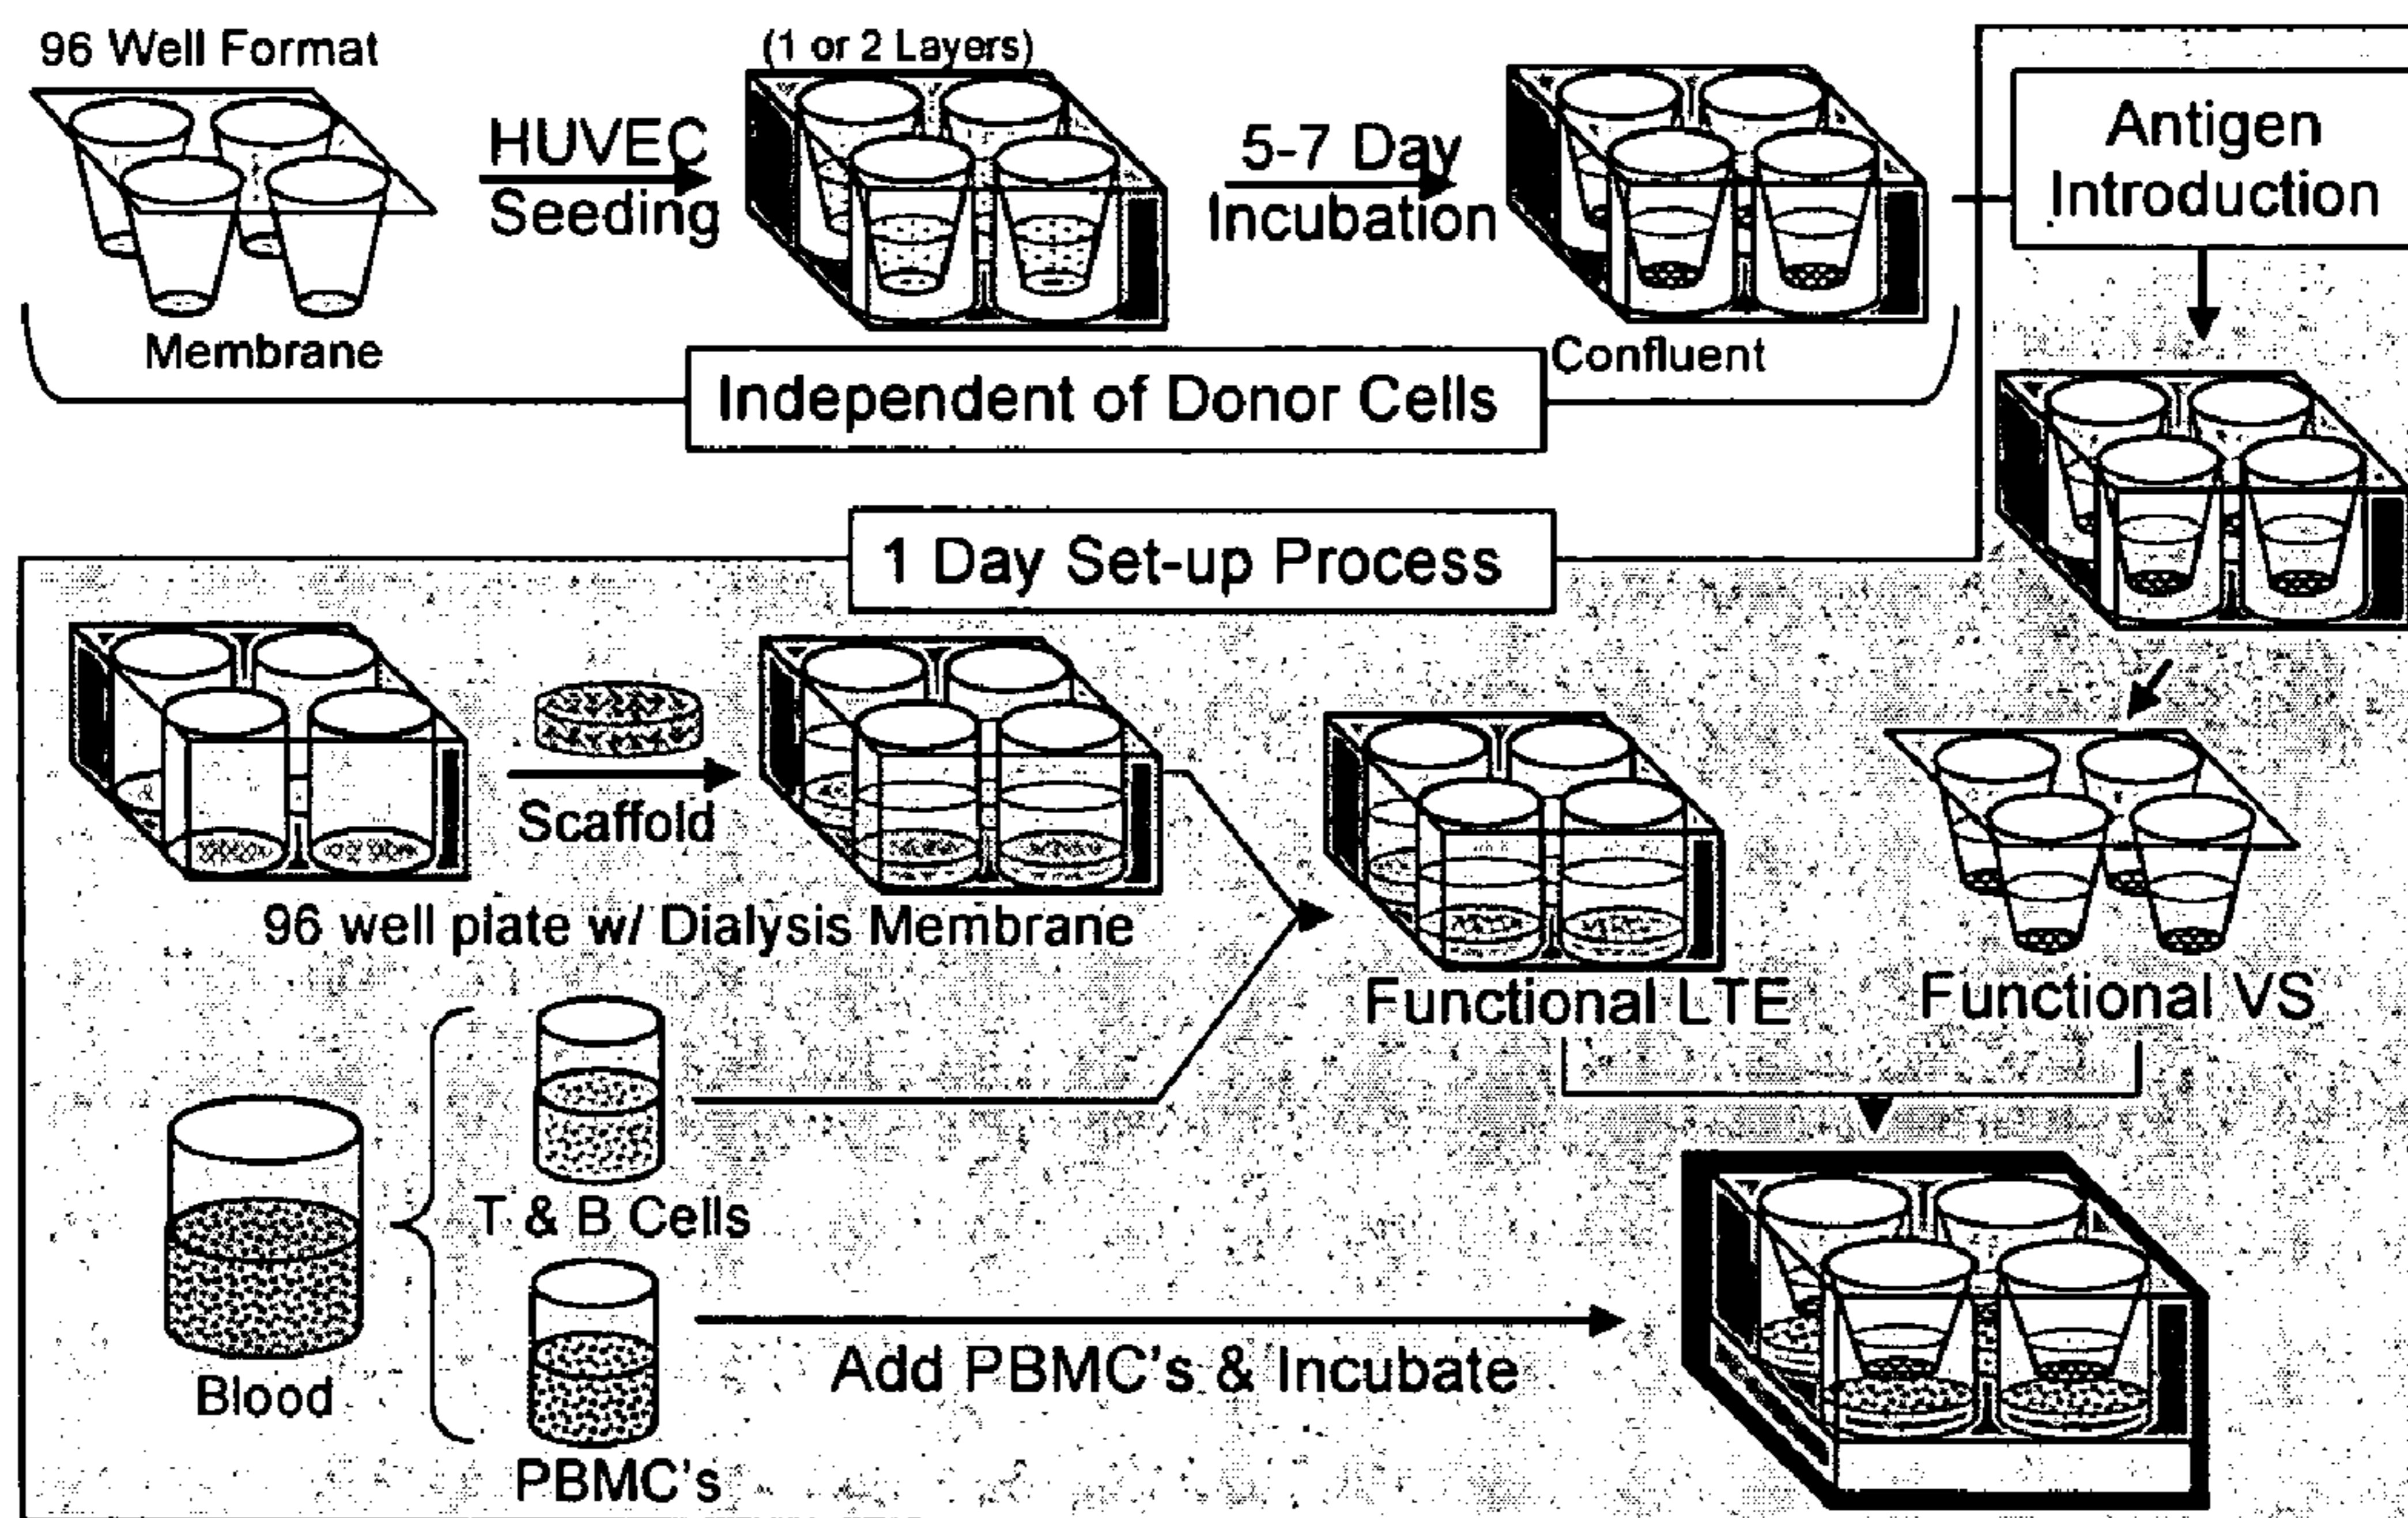 96 Well Format
(1 or 2 Layers)
HUVEC
Seeding
5-7 Day
Incubation
Antigen
Introduction
Membrane
Confluent
Independent of Donor Cells
1 Day Set-up Process
Scaffold
96 well plate w/ Dialysis Membrane
Functional LTE
Functional VS
T & B Cells
Blood
Add PBMC's & Incubate
PBMC's